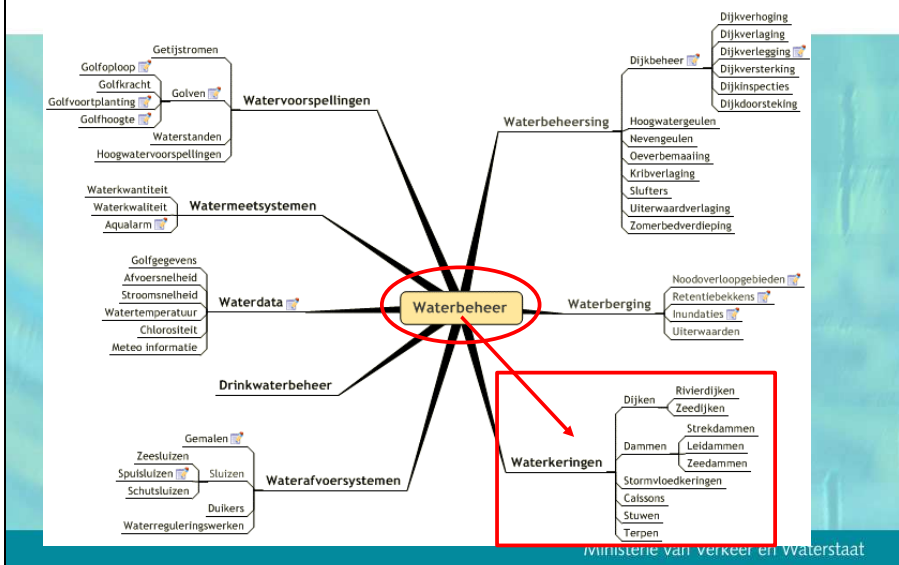 Getijstromen
Golfoploop
Golfkracht
Golfvoortplanting
Golfhoogte
Golven
Waterstanden
Hoogwatervoorspellingen
Watervoorspellingen
Waterkwantiteit
Waterkwaliteit
Aqualarm
Watermeetsystemen
Golfgegevens
Afvoersnelheid
Stroomsnelheid
Watertemperatuur
Chlorositeit
Meteo informatie
Waterdata
Drinkwaterbeheer
Gemalen
Zeesluizen
Spuisluizen
Schutsluizen
Sluizen
Duikers
Waterreguleringswerken
Waterafvoersystemen
Waterbeheer
Waterbeheersing
Dijkbeheer
Dijkverhoging
Dijkverlaging
Dijkverlegging
Dijkversterking
Dijkinspecties
Dijkdoorsteking
Hoogwatergeulen
Nevengeulen
Oeverbemaaiing
Kribverlaging
Slufters
Uiterwaardverlaging
Zomerbedverdieping
Waterberging
Noodoverloopgebieden
Retentiebekkens
Inundaties
Uiterwaarden
Waterkeringen
Dijken
Rivierdijken
Zeedijken
Dammen
Strekdammen
Leidammen
Zeedammen
Stormvloedkeringen
Caissons
Stuwen
Terpen
Ministerie van Verkeer en Waterstaat